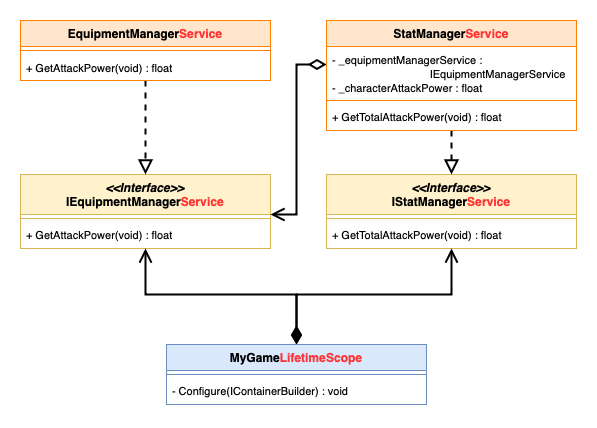 EquipmentManagerService
+ GetAttackPower(void) : float
StatManagerService
- _equipmentManagerService :
IEquipmentManagerService
- _characterAttackPower : float
+ GetTotalAttackPower(void) : float
<<Interface>>
IEquipmentManagerService
+ GetAttackPower(void) : float
<<Interface>>
IStatManagerService
+ GetTotalAttackPower(void) : float
MyGameLifetimeScope
- Configure(IContainerBuilder) : void